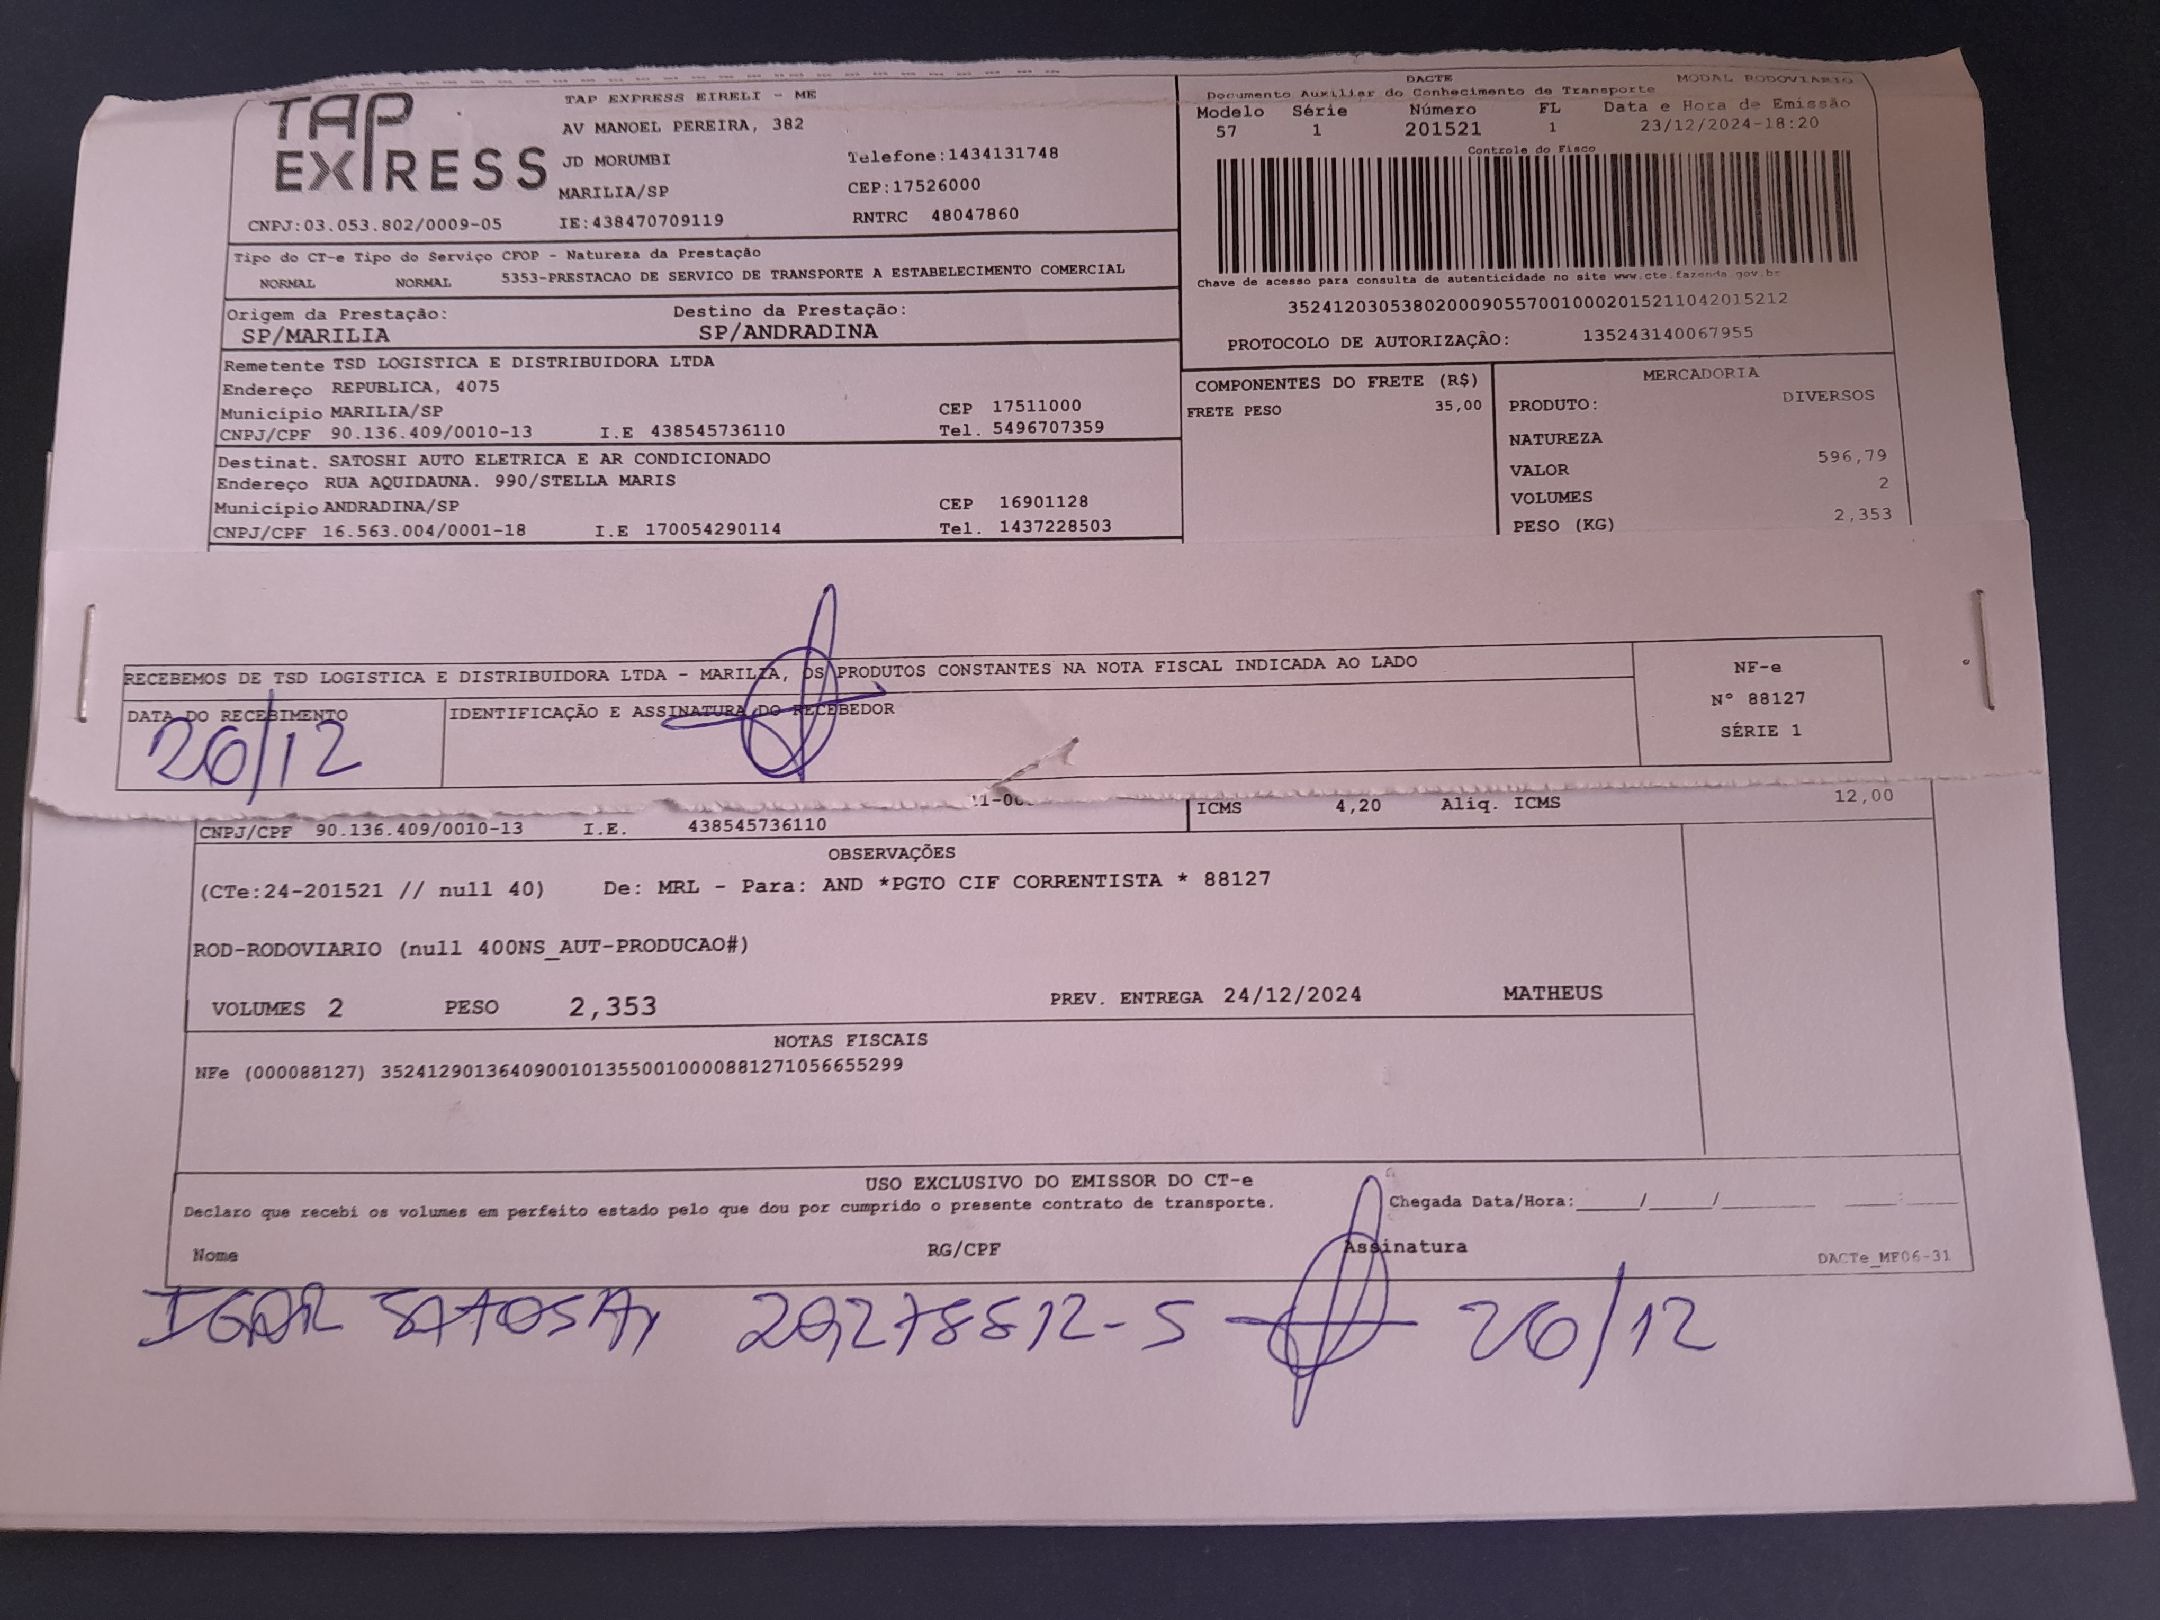 TAP EXPRESS
TAP EXPRESS EIRELI - ME
AV MANOEL PEREIRA, 382
JD MORUMBI Telefone:1434131748
MARILIA/SP CEP:17526000
CNPJ:03.053.802/0009-05 IE:438470709119 RNTRC 48047860
DACTE MODAL RODOVIARIO
Documento Auxiliar do Conhecimento de Transporte
Modelo Série Número FL Data e Hora de Emissão
57 1 201521 1 23/12/2024-18:20
Controle do Fisco
Chave de acesso para consulta de autenticidade no site www.cte.fazenda.gov.br
35241203053802000905570010002015211042015212
PROTOCOLO DE AUTORIZAÇÃO: 135243140067955
Tipo do CT-e Tipo do Serviço CFOP - Natureza da Prestação
NORMAL NORMAL 5353-PRESTACAO DE SERVICO DE TRANSPORTE A ESTABELECIMENTO COMERCIAL
Origem da Prestação: Destino da Prestação:
SP/MARILIA SP/ANDRADINA
Remetente TSD LOGISTICA E DISTRIBUIDORA LTDA
Endereço REPUBLICA, 4075
Município MARILIA/SP CEP 17511000
CNPJ/CPF 90.136.409/0010-13 I.E 438545736110 Tel. 5496707359
Destinat. SATOSHI AUTO ELETRICA E AR CONDICIONADO
Endereço RUA AQUIDAUNA. 990/STELLA MARIS
Município ANDRADINA/SP CEP 16901128
CNPJ/CPF 16.563.004/0001-18 I.E 170054290114 Tel. 1437228503
COMPONENTES DO FRETE (R$)
FRETE PESO 35,00
MERCADORIA
PRODUTO: DIVERSOS
NATUREZA
VALOR 596,79
VOLUMES 2
PESO (KG) 2,353
RECEBEMOS DE TSD LOGISTICA E DISTRIBUIDORA LTDA - MARILIA, OS PRODUTOS CONSTANTES NA NOTA FISCAL INDICADA AO LADO
DATA DO RECEBIMENTO IDENTIFICAÇÃO E ASSINATURA DO RECEBEDOR
26/12
NF-e
N° 88127
SÉRIE 1
ICMS 4,20 Aliq. ICMS 12,00
CNPJ/CPF 90.136.409/0010-13 I.E. 438545736110
OBSERVAÇÕES
(CTe:24-201521 // null 40) De: MRL - Para: AND *PGTO CIF CORRENTISTA * 88127
ROD-RODOVIARIO (null 400NS_AUT-PRODUCAO#)
VOLUMES 2 PESO 2,353 PREV. ENTREGA 24/12/2024 MATHEUS
NOTAS FISCAIS
NFe (000088127) 35241290136409001013550010000881271056655299
USO EXCLUSIVO DO EMISSOR DO CT-e
Declaro que recebi os volumes em perfeito estado pelo que dou por cumprido o presente contrato de transporte. Chegada Data/Hora:_____/_____/_______ ____:____
Nome RG/CPF Assinatura DACTe_MF06-31
26/12